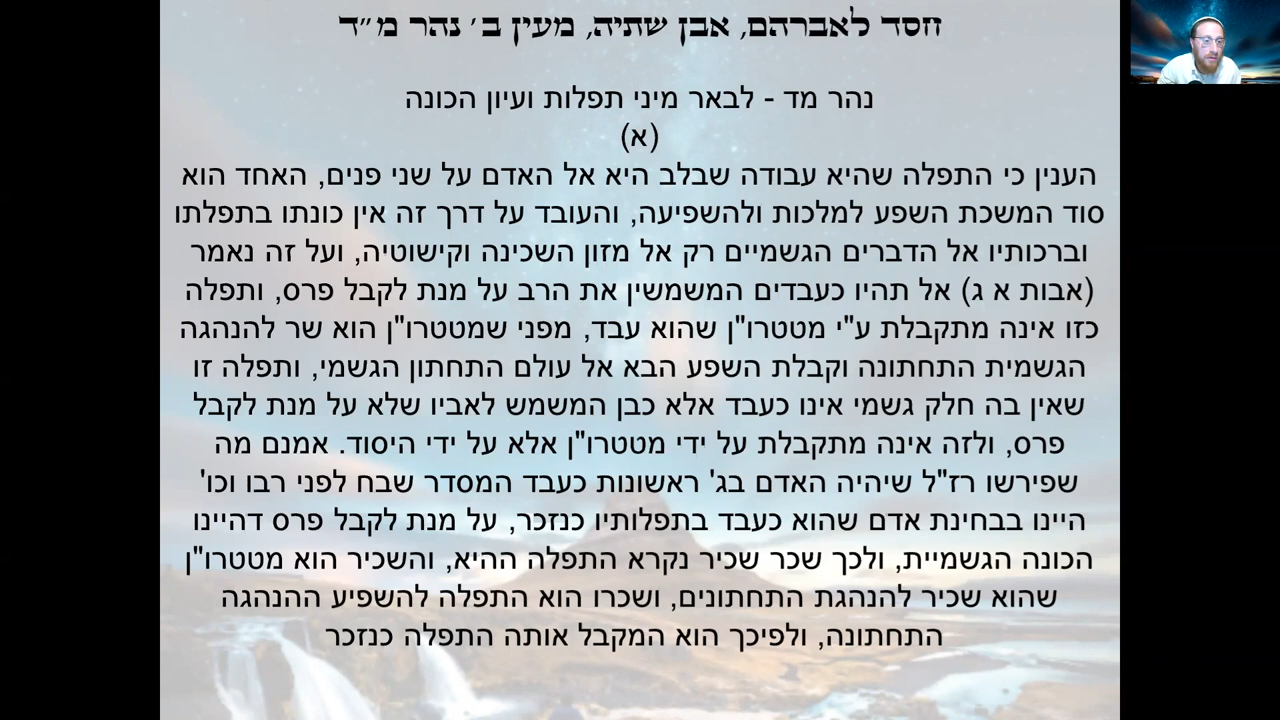 חסד לאברהם, אבן שתיה, מעין ב׳ נהר מ״ד
נהר מד - לבאר מיני תפלות ועיון הכונה
(א)
הענין כי התפלה שהיא עבודה שבלב היא אל האדם על שני פנים, האחד הוא
סוד המשכת השפע למלכות ולהשפיעה, והעובד על דרך זה אין כונתו בתפלתו
וברכותיו אל הדברים הגשמיים רק אל מזון השכינה וקישוטיה, ועל זה נאמר
(אבות א ג) אל תהיו כעבדים המשמשין את הרב על מנת לקבל פרס, ותפלה
כזו אינה מתקבלת ע"י מטטרו"ן שהוא עבד, מפני שמטטרו"ן הוא שר להנהגה
הגשמית התחתונה וקבלת השפע הבא אל עולם התחתון הגשמי, ותפלה זו
שאין בה חלק גשמי אינו כעבד אלא כבן המשמש לאביו שלא על מנת לקבל
פרס, ולזה אינה מתקבלת על ידי מטטרו"ן אלא על ידי היסוד. אמנם מה
שפירשו רז"ל שיהיה האדם בג' ראשונות כעבד המסדר שבח לפני רבו וכו'
היינו בבחינת אדם שהוא כעבד בתפלותיו כנזכר, על מנת לקבל פרס דהיינו
הכונה הגשמיית, ולכך שכר שכיר נקרא התפלה ההיא, והשכיר הוא מטטרו"ן
שהוא שכיר להנהגת התחתונים, ושכרו הוא התפלה להשפיע ההנהגה
התחתונה, ולפיכך הוא המקבל אותה התפלה כנזכר